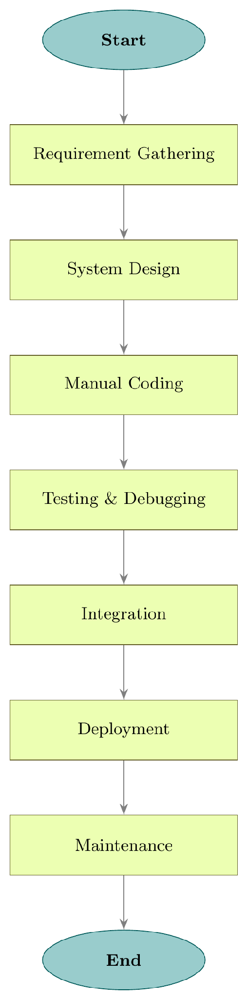 Start
Requirement Gathering
System Design
Manual Coding
Testing & Debugging
Integration
Deployment
Maintenance
End